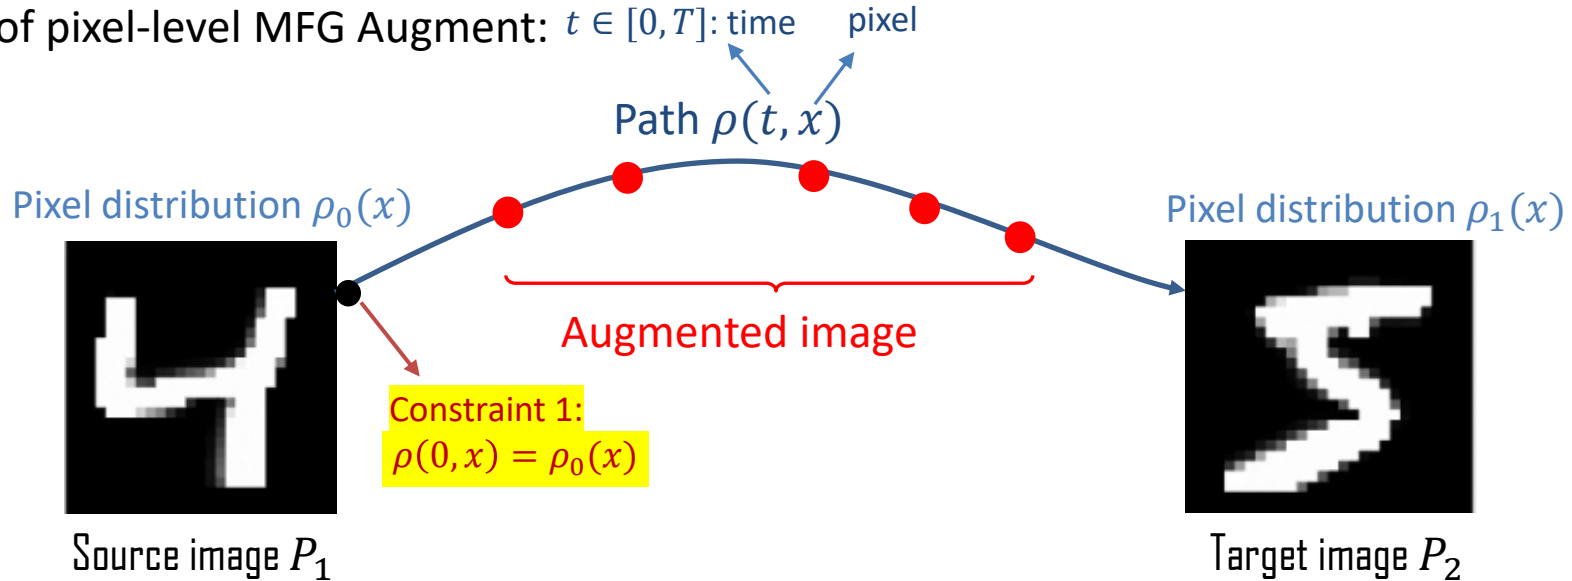 of pixel-level MFG Augment: t ∈ [0, T]: time pixel
Path ρ(t, x)
Pixel distribution ρ₀(x)
Pixel distribution ρ₁(x)
Augmented image
Constraint 1:
ρ(0, x) = ρ₀(x)
Source image P₁
Target image P₂